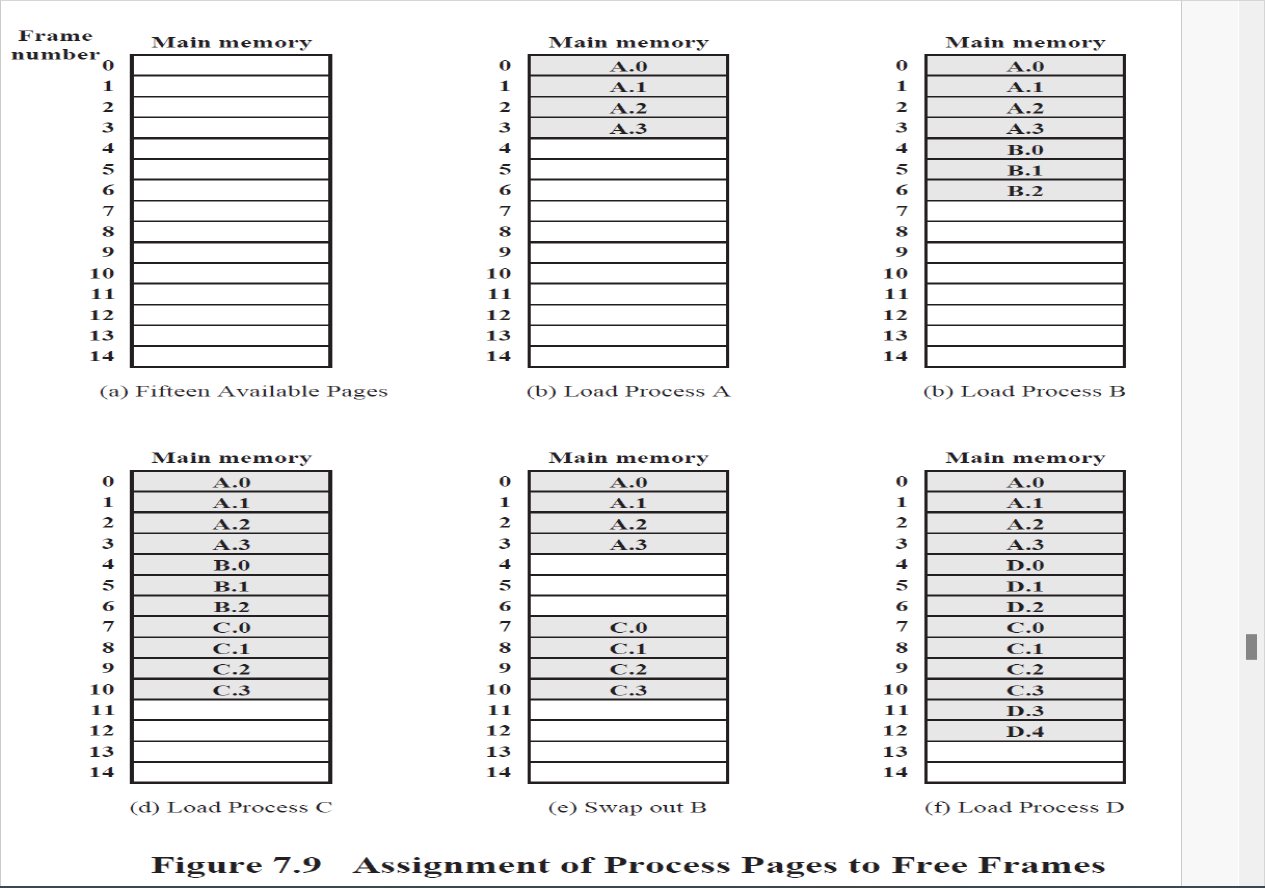 Frame
number
Main memory
Main memory
Main memory
0
0 A.0
0 A.0
1
1 A.1
1 A.1
2
2 A.2
2 A.2
3
3 A.3
3 A.3
4
4
4 B.0
5
5
5 B.1
6
6
6 B.2
7
7
7
8
8
8
9
9
9
10
10
10
11
11
11
12
12
12
13
13
13
14
14
14
(a) Fifteen Available Pages
(b) Load Process A
(b) Load Process B
Main memory
Main memory
Main memory
0 A.0
0 A.0
0 A.0
1 A.1
1 A.1
1 A.1
2 A.2
2 A.2
2 A.2
3 A.3
3 A.3
3 A.3
4 B.0
4
4 D.0
5 B.1
5
5 D.1
6 B.2
6
6 D.2
7 C.0
7 C.0
7 C.0
8 C.1
8 C.1
8 C.1
9 C.2
9 C.2
9 C.2
10 C.3
10 C.3
10 C.3
11
11
11 D.3
12
12
12 D.4
13
13
13
14
14
14
(d) Load Process C
(e) Swap out B
(f) Load Process D
Figure 7.9 Assignment of Process Pages to Free Frames